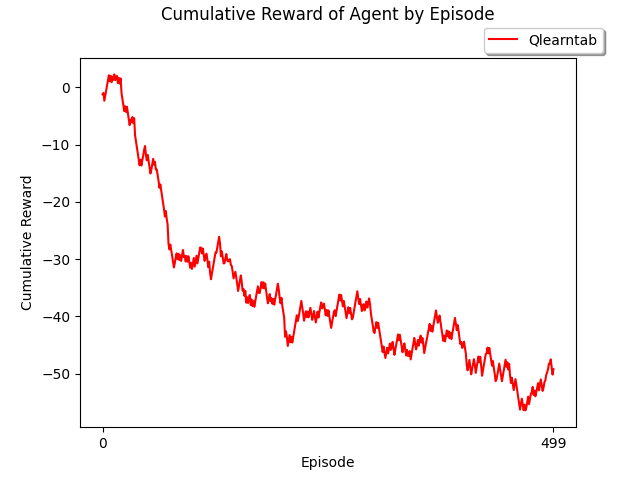 Cumulative Reward of Agent by Episode
Qlearntab
0
−10
−20
−30
−40
−50
Cumulative Reward
0
499
Episode